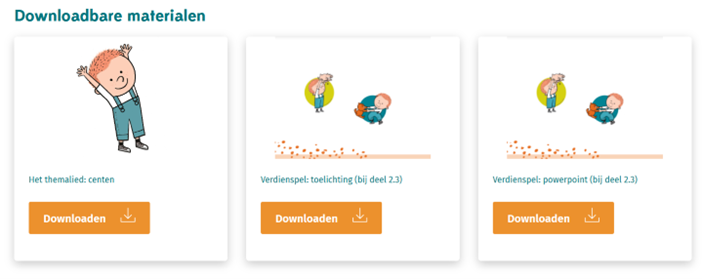 Downloadbare materialen
Het themalied: centen
Downloaden
Verdienspel: toelichting (bij deel 2.3)
Downloaden
Verdienspel: powerpoint (bij deel 2.3)
Downloaden